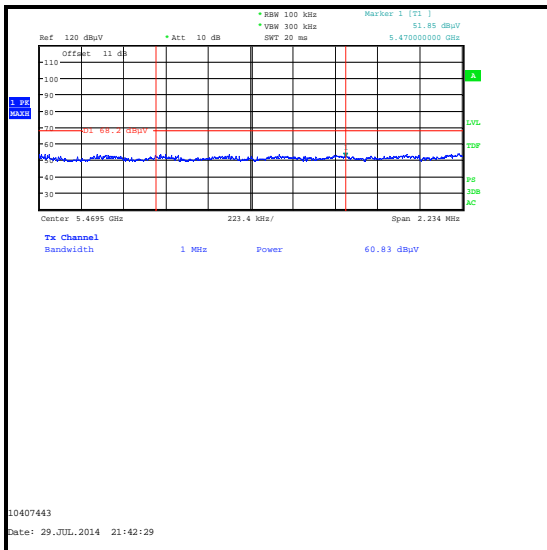 *RBW 100 kHz Marker 1 [T1 ]
*VBW 300 kHz 51.85 dBµV
Ref 120 dBµV *Att 10 dB SWT 20 ms 5.470000000 GHz
Offset 11 dB
110
100
A
90
1 PK
MAXH
80
LVL
70
D1 68.2 dBµV
60
TDF
50
40
PS
30
3DB
AC
Center 5.4695 GHz 223.4 kHz/ Span 2.234 MHz
Tx Channel
Bandwidth 1 MHz Power 60.83 dBµV
10407443
Date: 29.JUL.2014 21:42:29